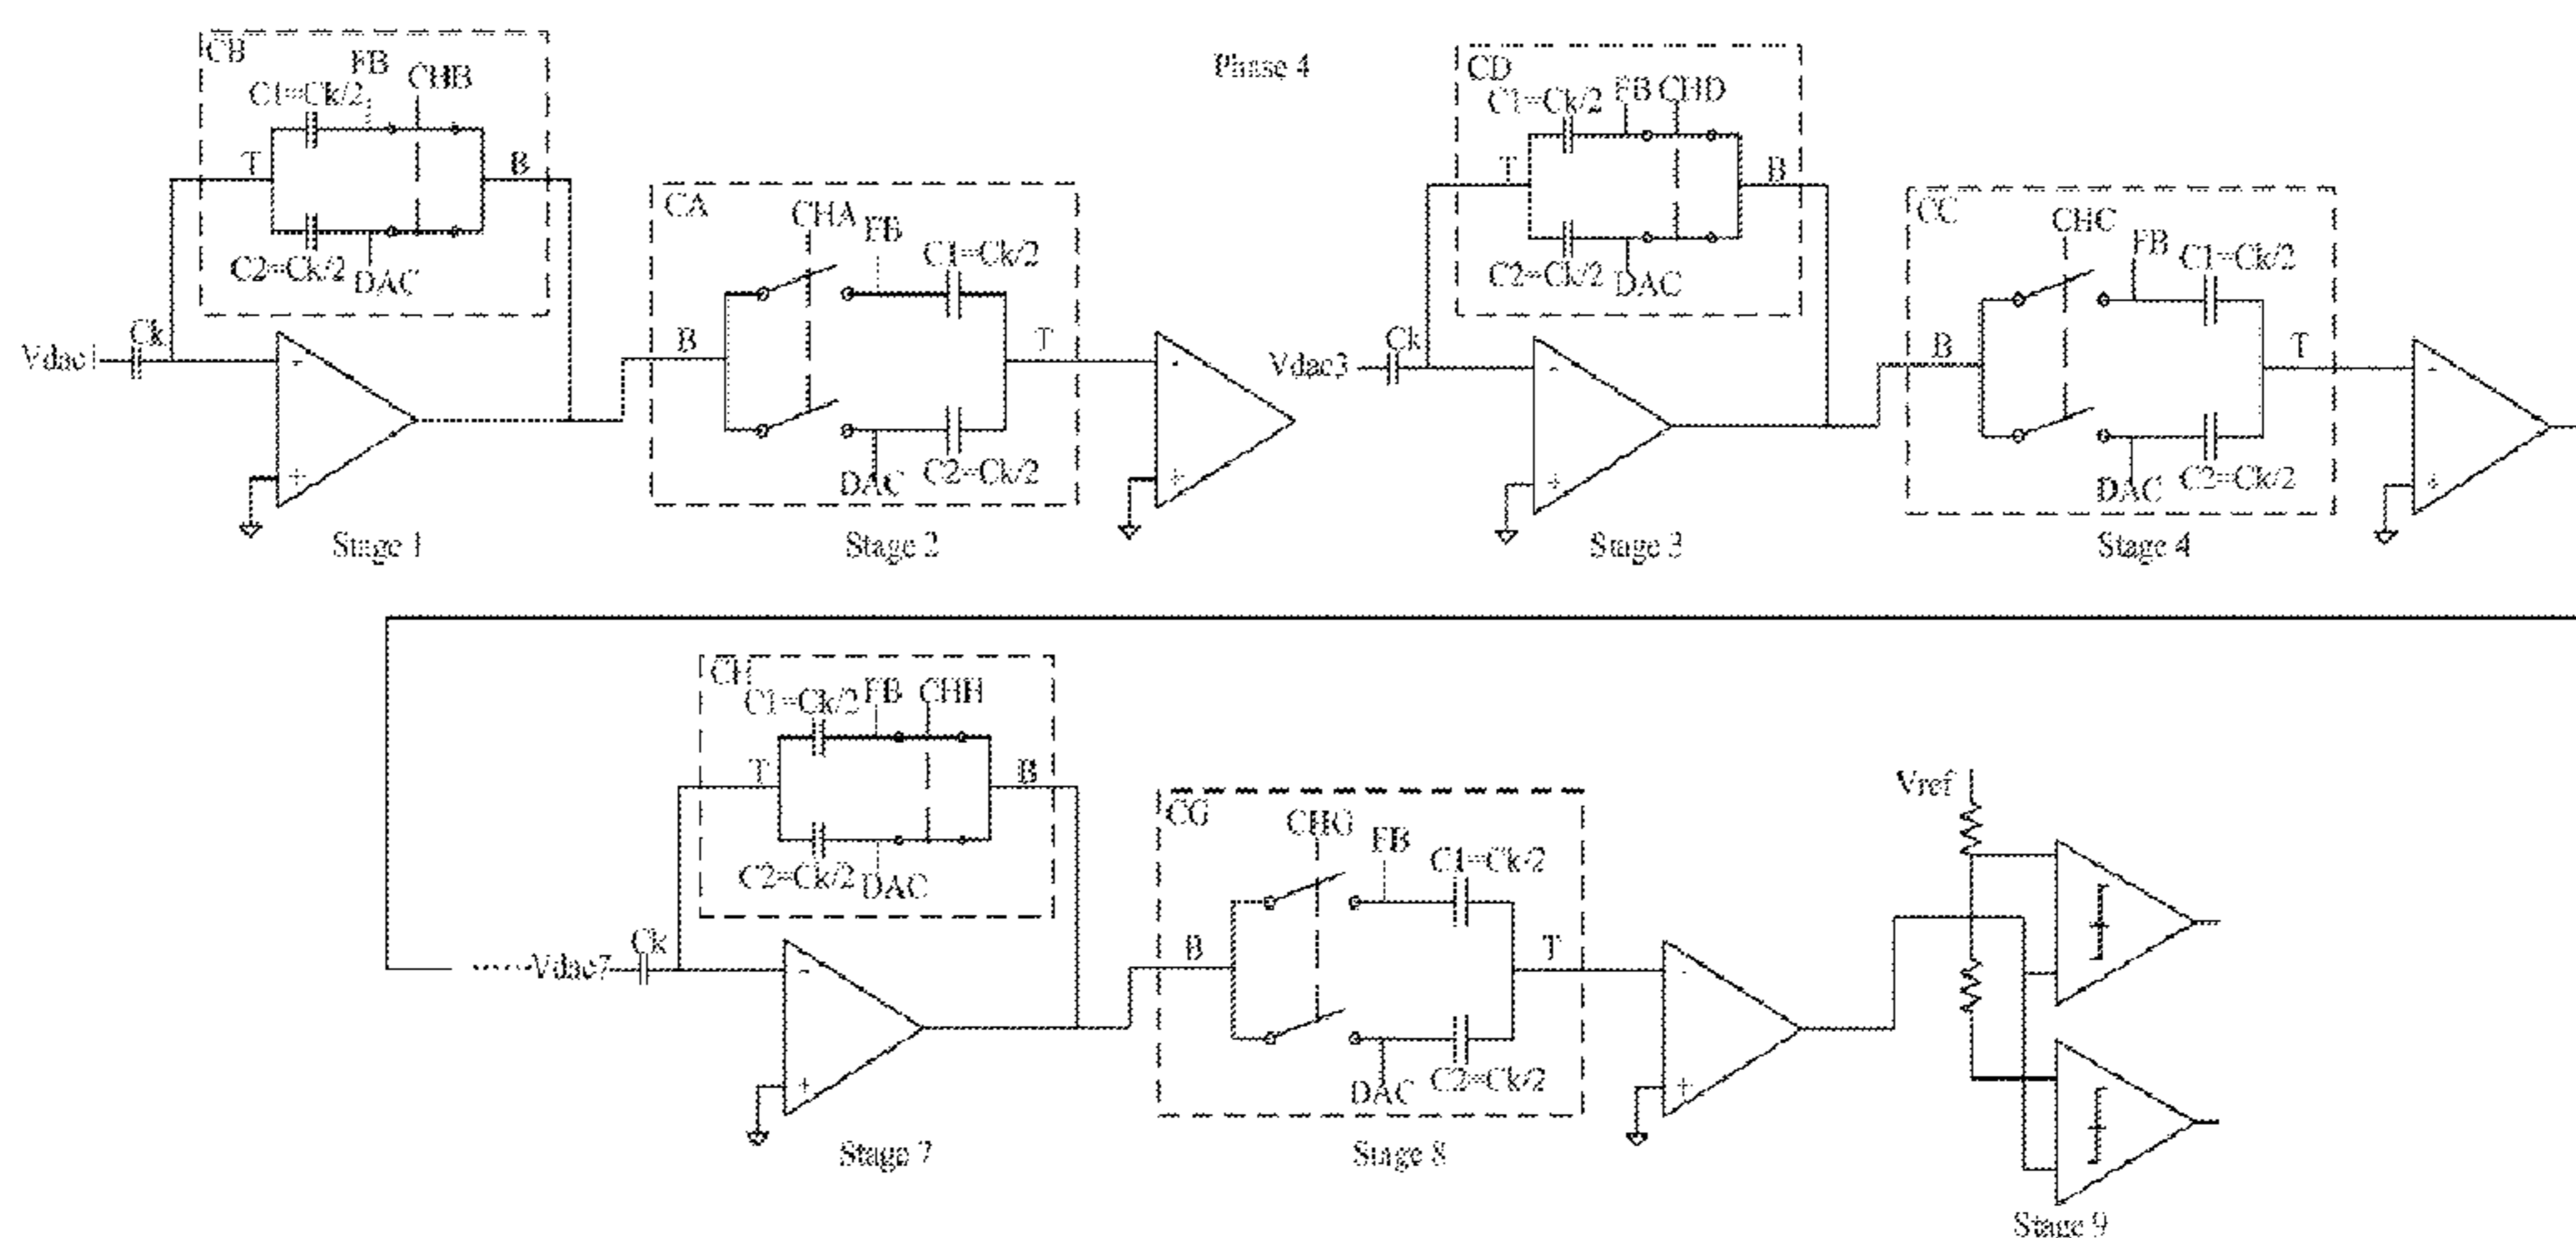 Phase 4
CB
FB
CHB
C1=Ck/2
T
B
C2=Ck/2
DAC
Ck
Vdac1
-
+
Stage 1
CA
CHA
FB
C1=Ck/2
B
T
DAC
C2=Ck/2
-
+
Stage 2
CD
FB
CHD
C1=Ck/2
T
B
C2=Ck/2
DAC
Ck
Vdac3
-
+
Stage 3
CC
CHC
FB
C1=Ck/2
B
T
DAC
C2=Ck/2
-
+
Stage 4
CH
C1=Ck/2
FB
CHH
T
B
C2=Ck/2
DAC
Ck
Vdac7
-
+
Stage 7
CG
CHG
FB
C1=Ck/2
B
T
DAC
C2=Ck/2
-
+
Stage 8
Vref
Stage 9